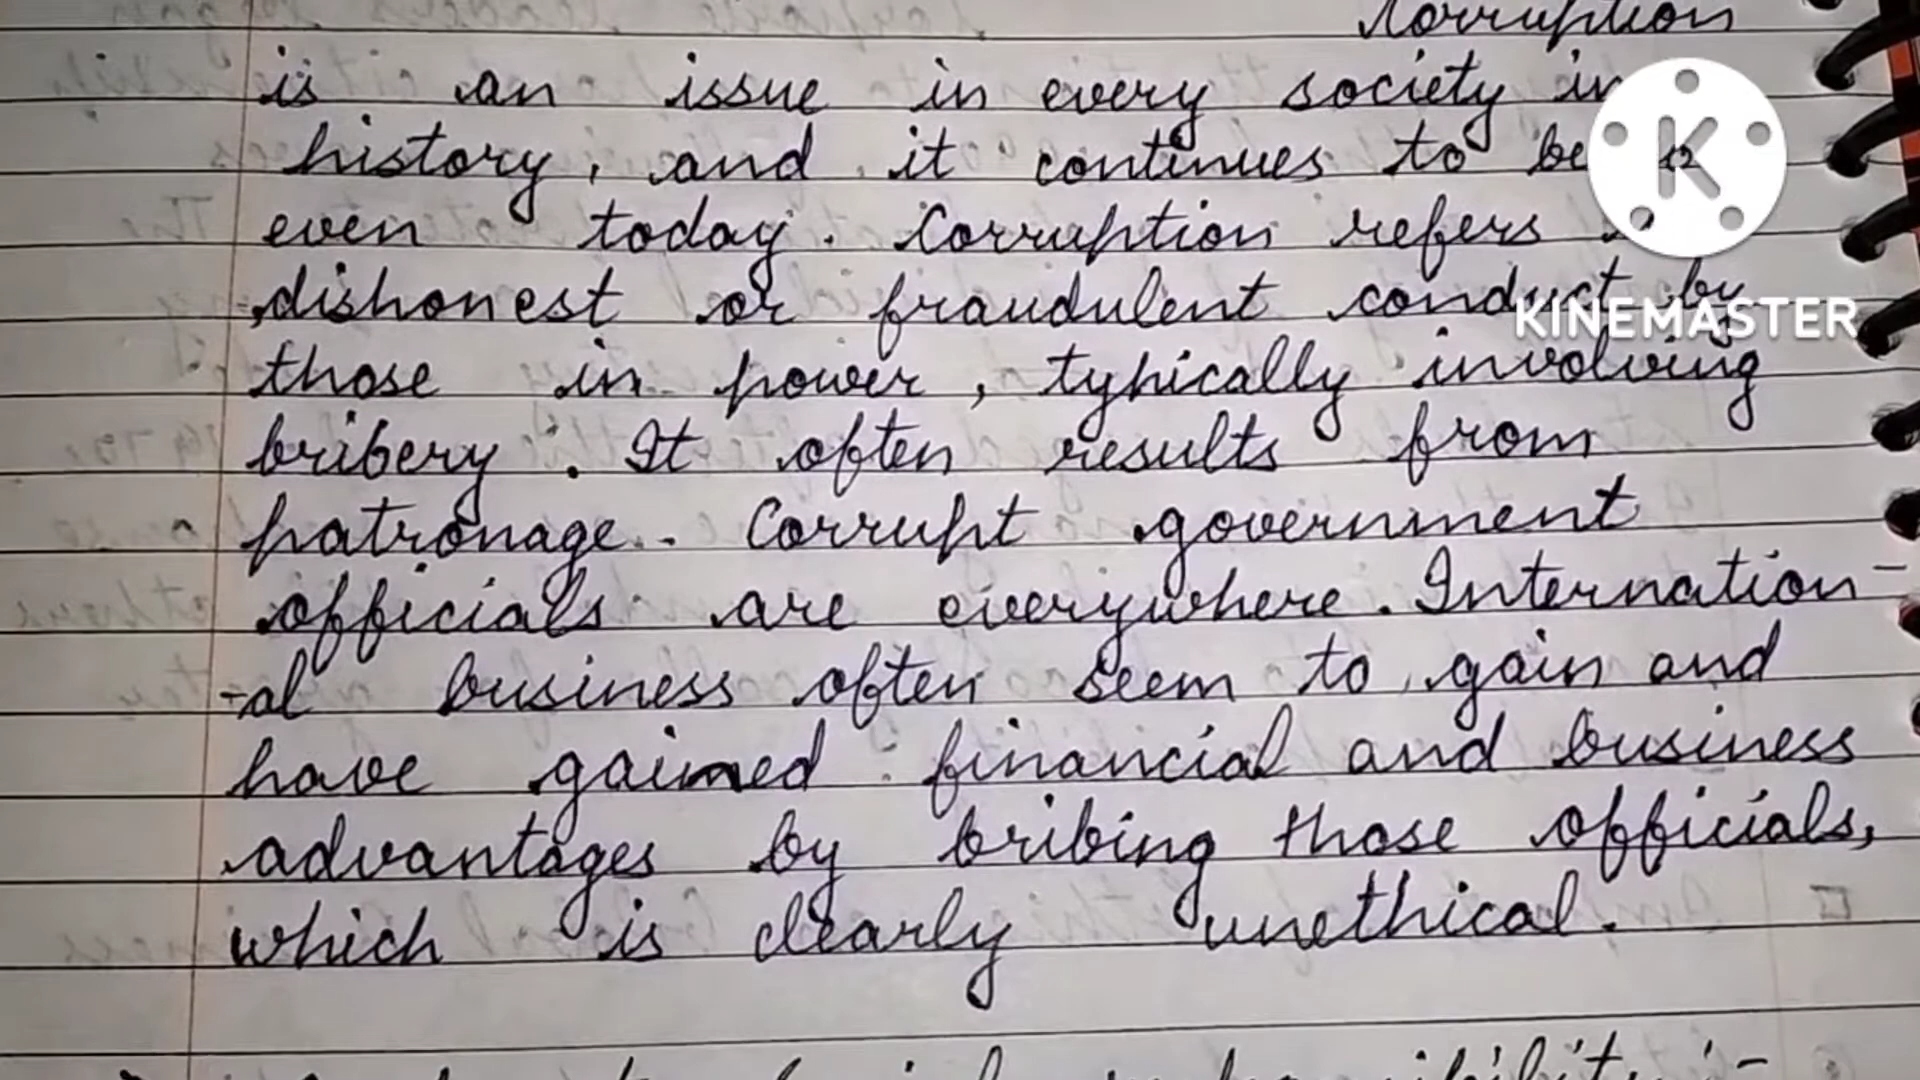 Corruption
is an issue in every society in
history, and it continues to be
even today. Corruption refers
dishonest or fraudulent conduct by
those in power, typically involving
bribery. It often results from
patronage. Corrupt government
officials are everywhere. Internation-
-al business often seem to gain and
have gained financial and business
advantages by bribing those officials,
which is clearly unethical.
K
KINEMASTER